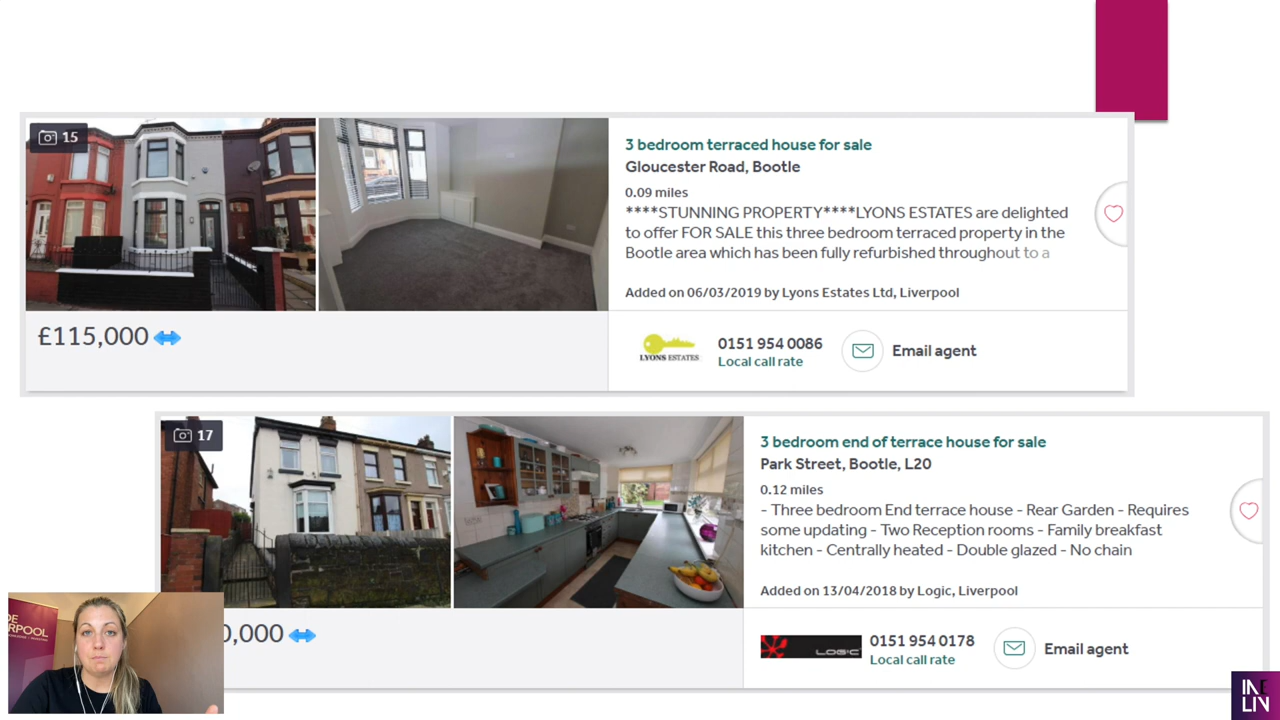 15
3 bedroom terraced house for sale
Gloucester Road, Bootle
0.09 miles
****STUNNING PROPERTY****LYONS ESTATES are delighted
to offer FOR SALE this three bedroom terraced property in the
Bootle area which has been fully refurbished throughout to a
Added on 06/03/2019 by Lyons Estates Ltd, Liverpool
£115,000
LYONS ESTATES
0151 954 0086
Local call rate
Email agent
17
3 bedroom end of terrace house for sale
Park Street, Bootle, L20
0.12 miles
- Three bedroom End terrace house - Rear Garden - Requires
some updating - Two Reception rooms - Family breakfast
kitchen - Centrally heated - Double glazed - No chain
Added on 13/04/2018 by Logic, Liverpool
0,000
LOGIC
0151 954 0178
Local call rate
Email agent